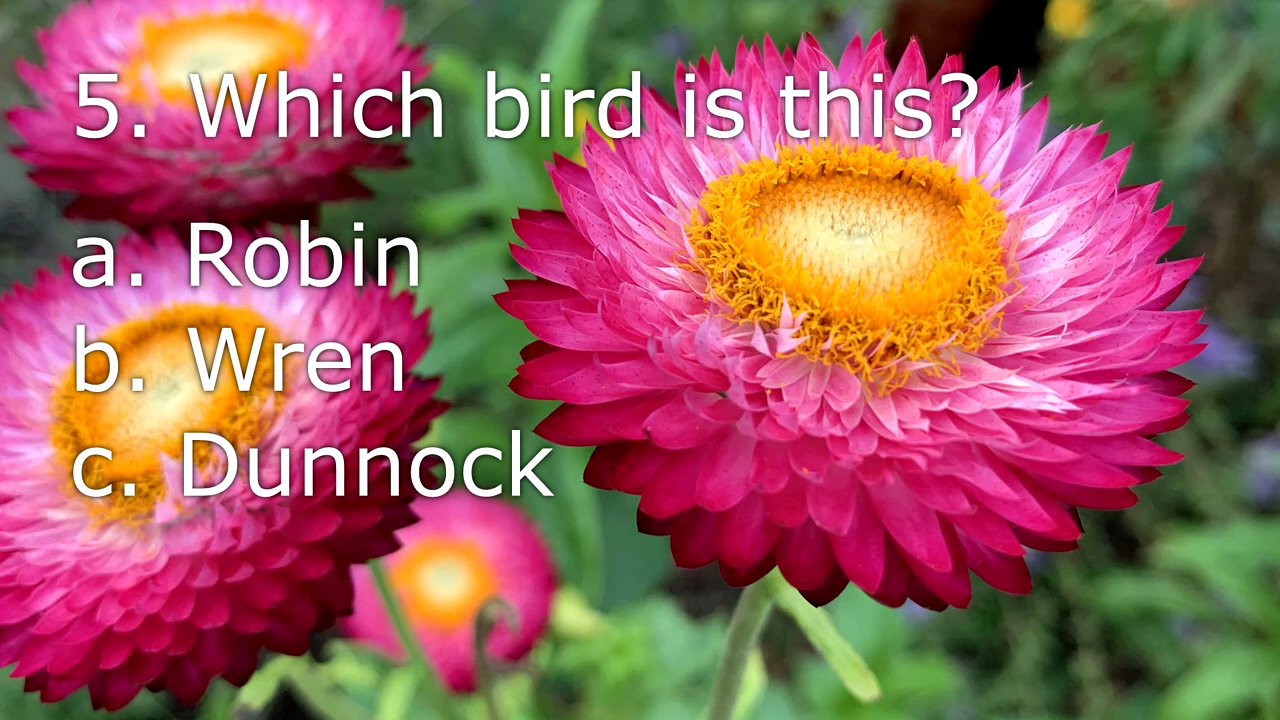 5. Which bird is this?
a. Robin
b. Wren
c. Dunnock